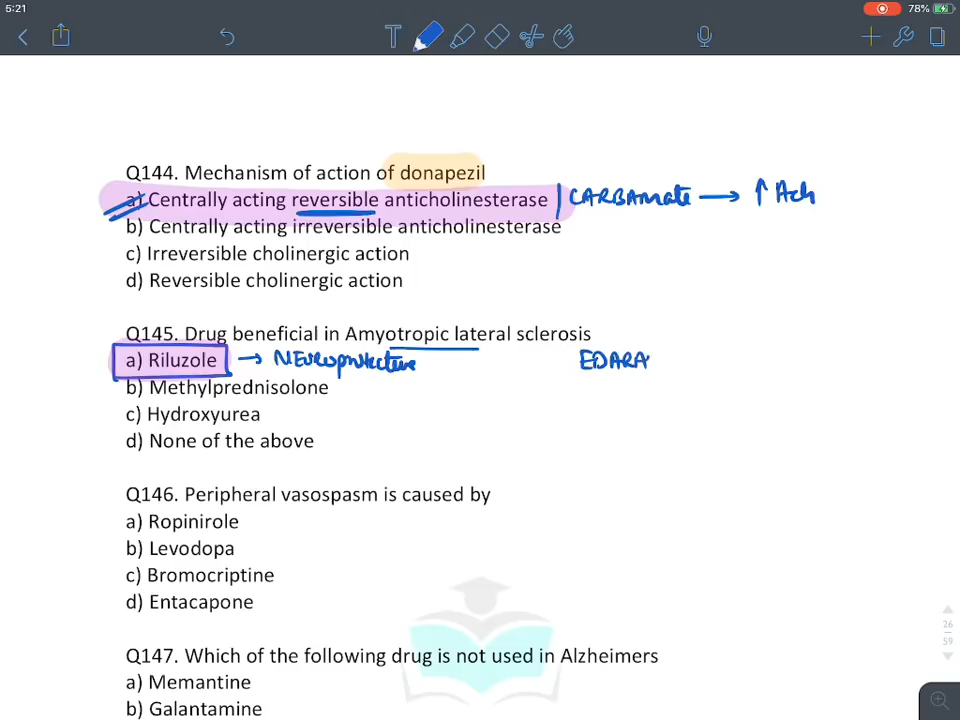 5:21
78%
T
Q144. Mechanism of action of donapezil
a) Centrally acting reversible anticholinesterase | CARBAmate → ↑ Ach
b) Centrally acting irreversible anticholinesterase
c) Irreversible cholinergic action
d) Reversible cholinergic action
Q145. Drug beneficial in Amyotropic lateral sclerosis
a) Riluzole → NEuroprotective EDARA
b) Methylprednisolone
c) Hydroxyurea
d) None of the above
Q146. Peripheral vasospasm is caused by
a) Ropinirole
b) Levodopa
c) Bromocriptine
d) Entacapone
Q147. Which of the following drug is not used in Alzheimers
a) Memantine
b) Galantamine
26
59